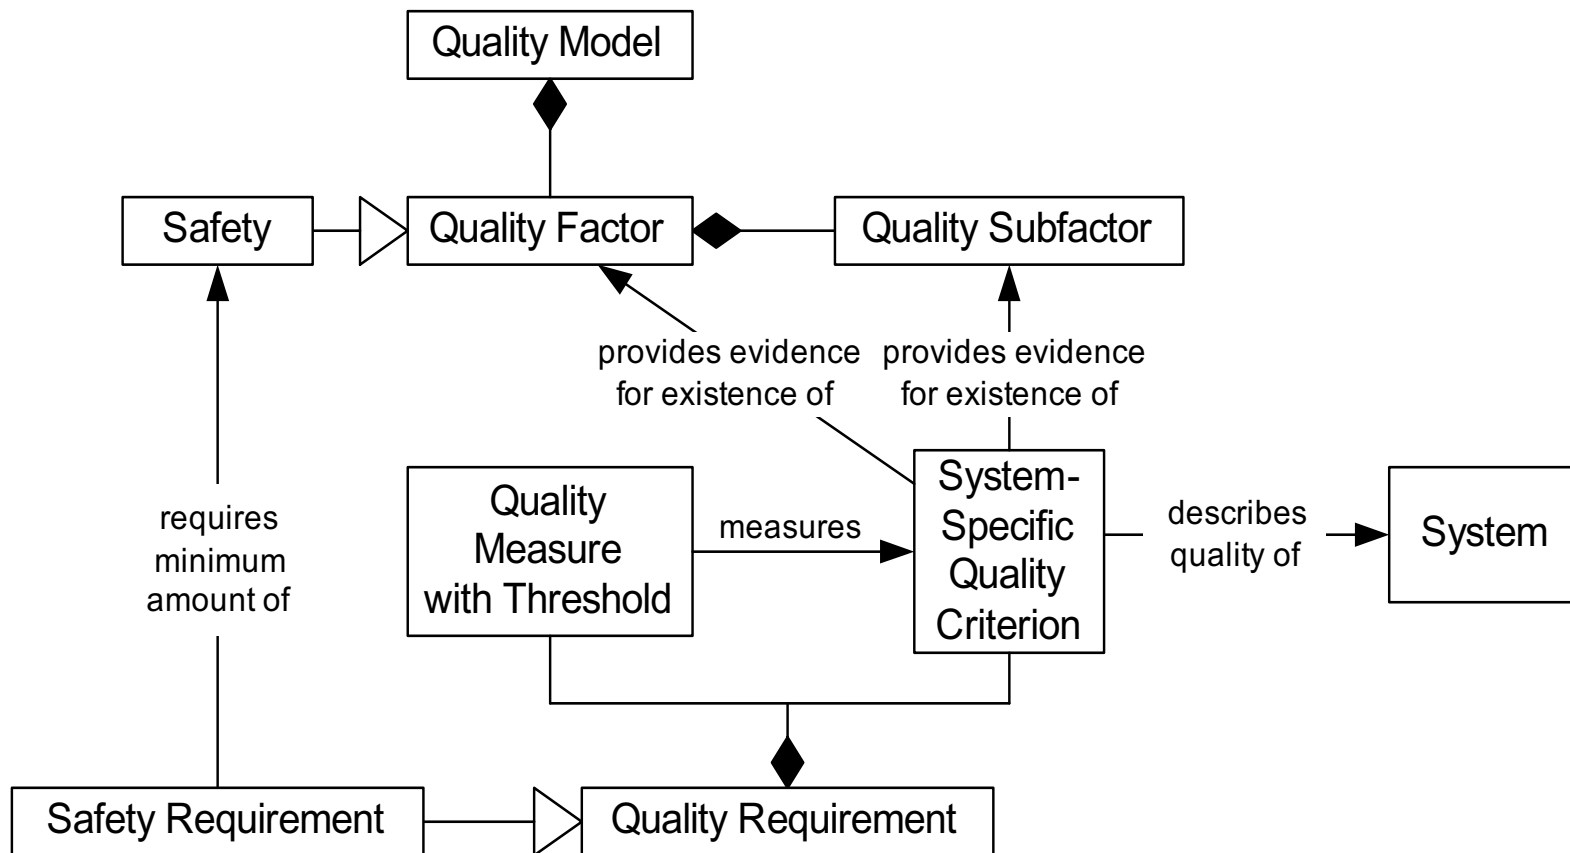 Quality Model
Safety
Quality Factor
Quality Subfactor
provides evidence
for existence of
provides evidence
for existence of
requires
minimum
amount of
Quality
Measure
with Threshold
measures
System-
Specific
Quality
Criterion
describes
quality of
System
Safety Requirement
Quality Requirement